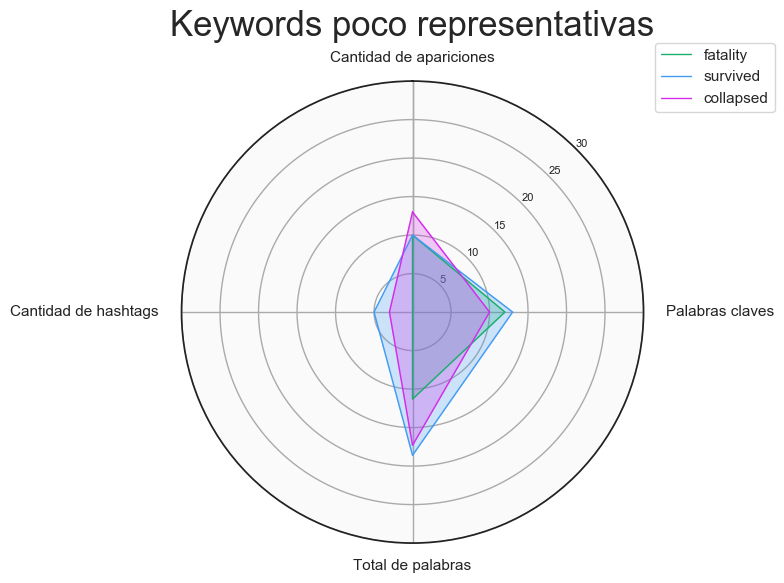 Keywords poco representativas
Cantidad de apariciones
fatality
survived
collapsed
30
25
20
15
10
5
Cantidad de hashtags
Palabras claves
Total de palabras